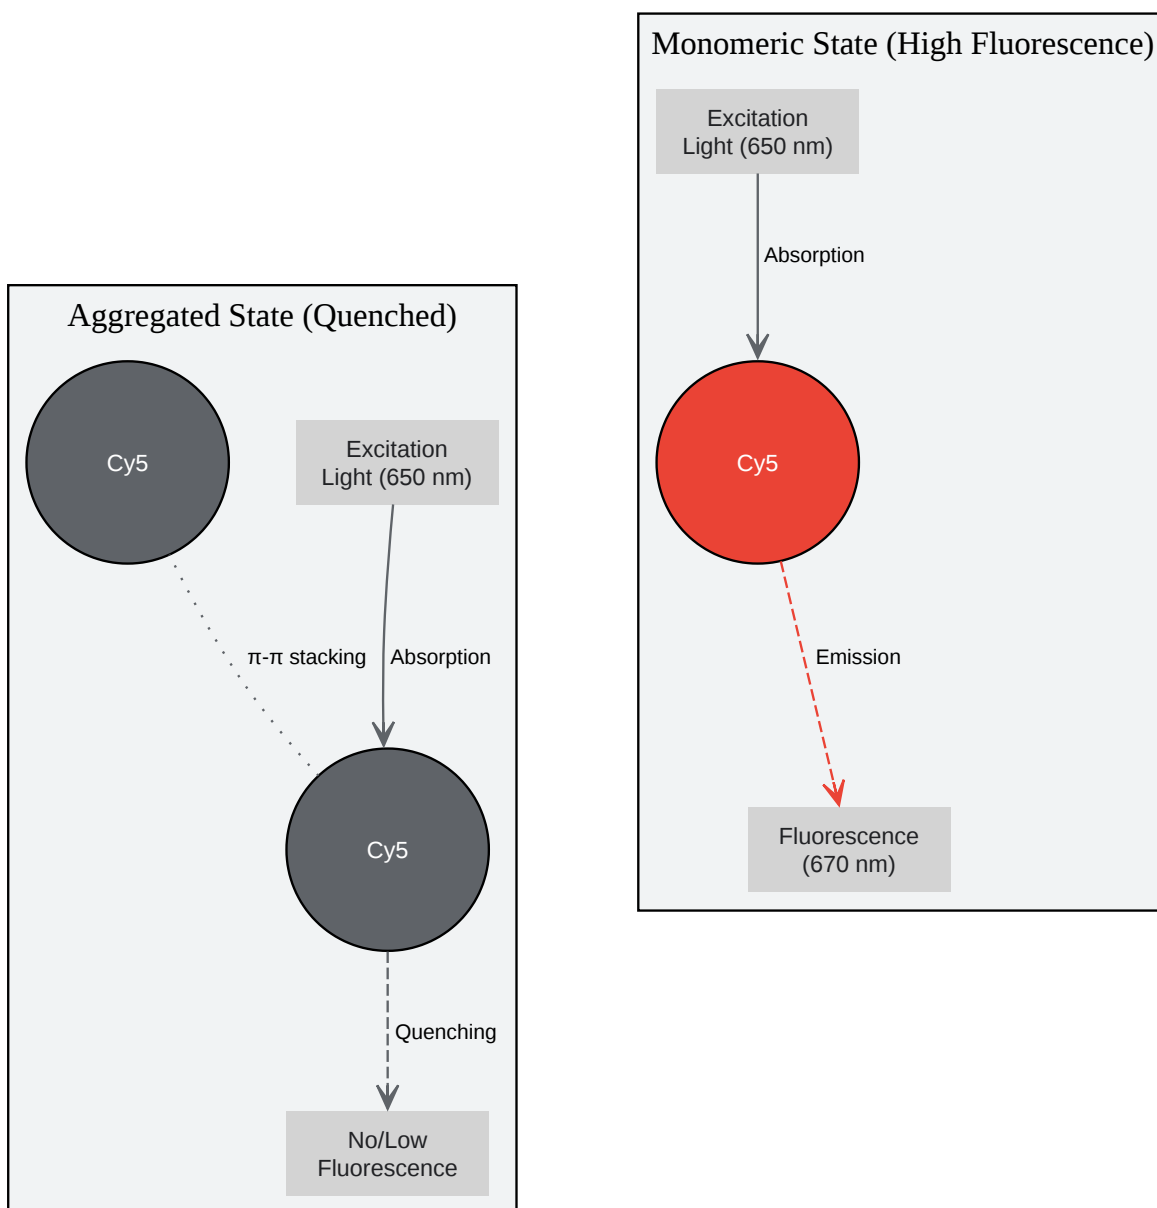 Monomeric State (High Fluorescence)
Excitation
Light (650 nm)
Absorption
Cy5
Emission
Fluorescence
(670 nm)
Aggregated State (Quenched)
Cy5
Excitation
Light (650 nm)
π-π stacking
Absorption
Cy5
Quenching
No/Low
Fluorescence